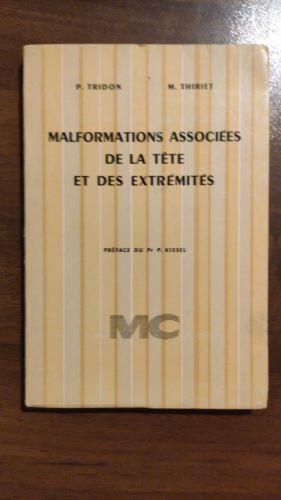 P. TRIDON M. THIRIET
MALFORMATIONS ASSOCIÉES
DE LA TÊTE
ET DES EXTRÉMITÉS
PRÉFACE DU Pr P. KISSEL
MC